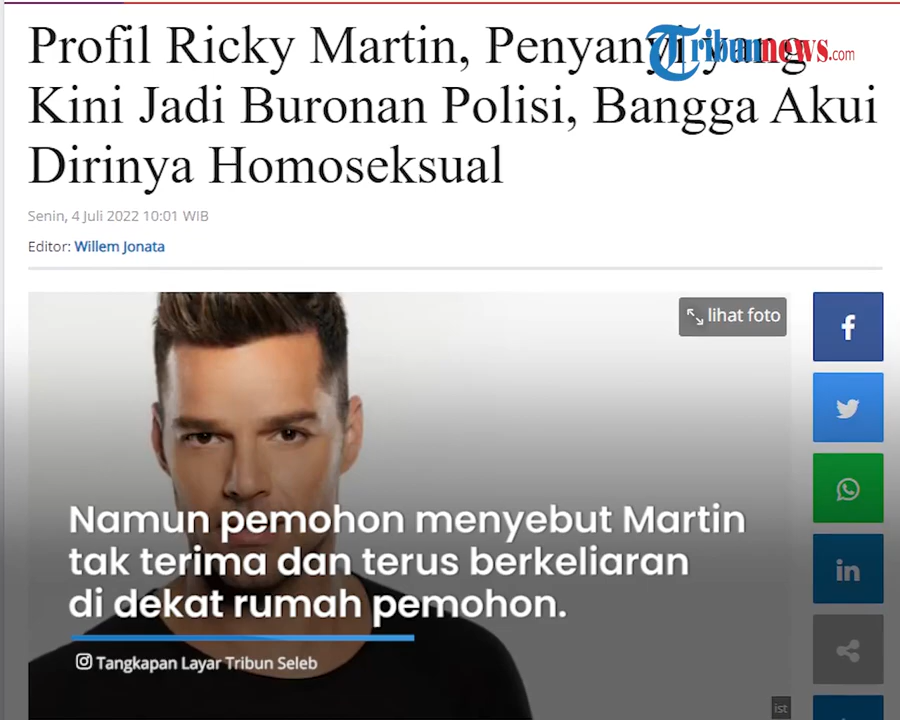 Profil Ricky Martin, Penyanyi yang
Tribunnews.com
Kini Jadi Buronan Polisi, Bangga Akui
Dirinya Homoseksual
Senin, 4 Juli 2022 10:01 WIB
Editor: Willem Jonata
lihat foto
Namun pemohon menyebut Martin
tak terima dan terus berkeliaran
di dekat rumah pemohon.
Tangkapan Layar Tribun Seleb
ist